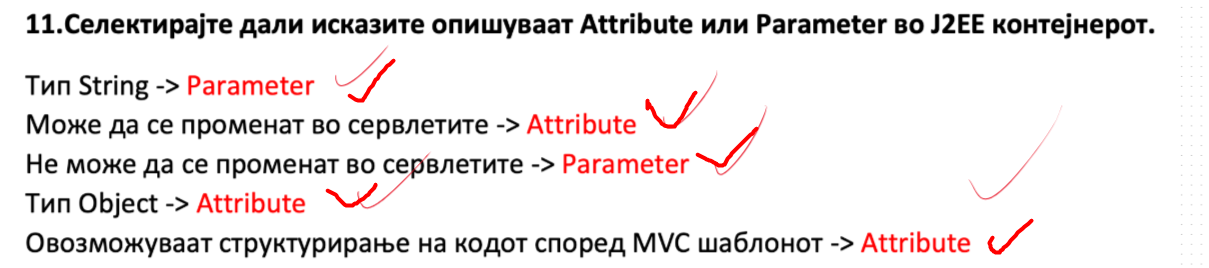 11.Селектирајте дали исказите опишуваат Attribute или Parameter во J2EE контејнерот.
Тип String -> Parameter
Може да се променат во сервлетите -> Attribute
Не може да се променат во сервлетите -> Parameter
Тип Object -> Attribute
Овозможуваат структурирање на кодот според MVC шаблонот -> Attribute